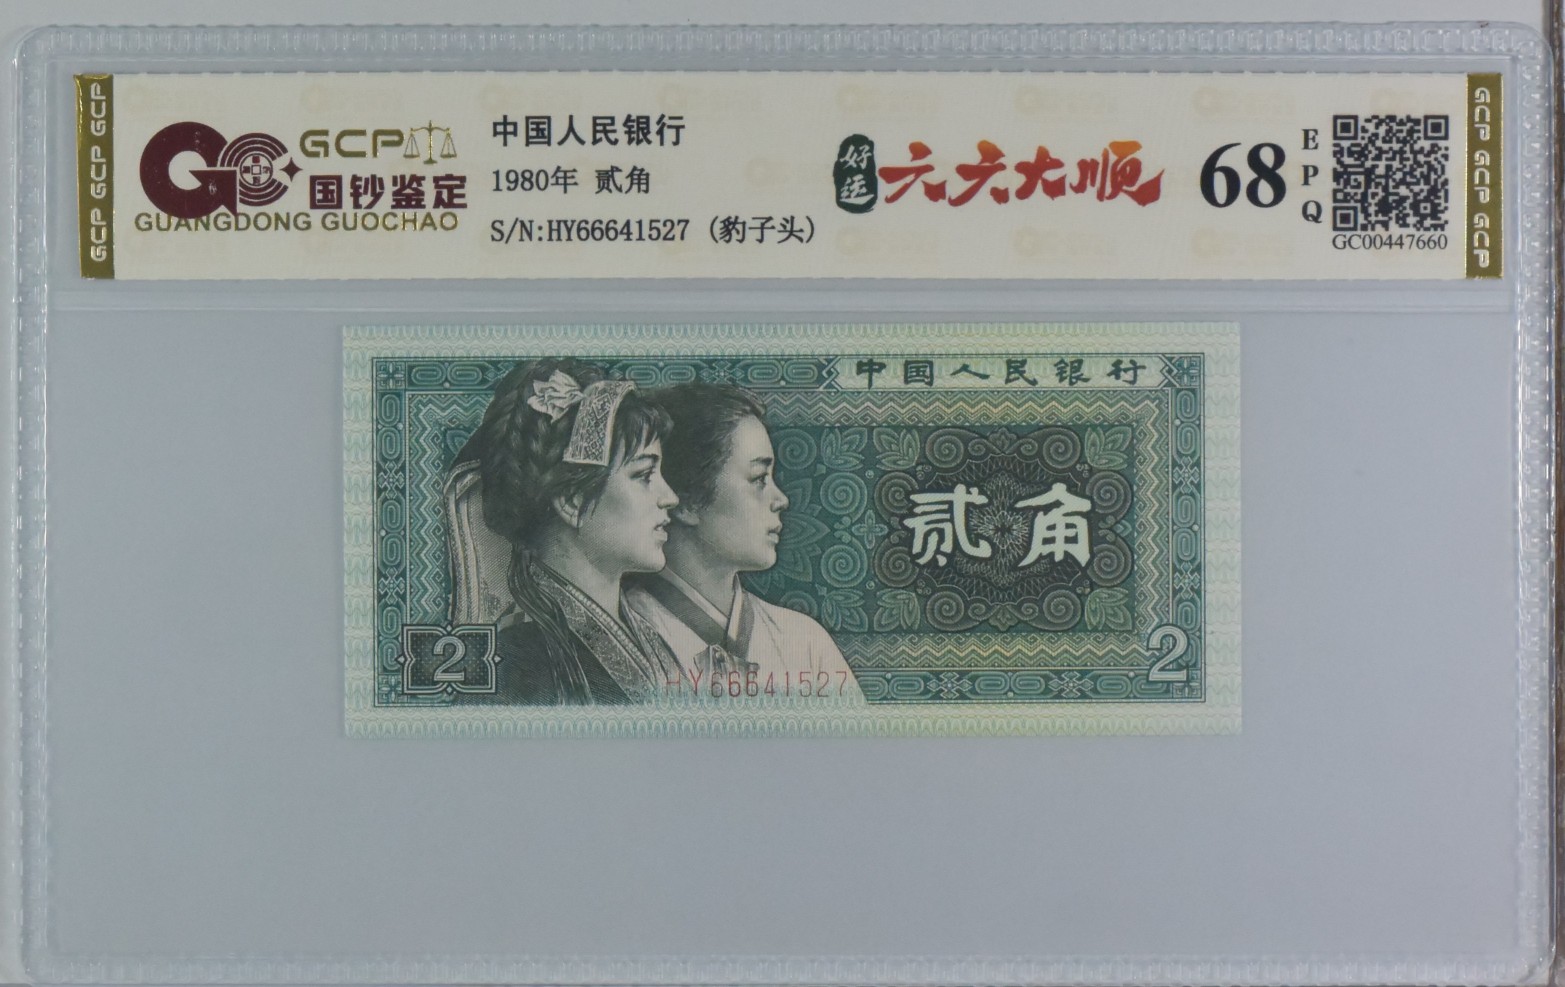 GCP GCP GCP
GCP
国钞鉴定
GUANGDONG GUOCHAO
中国人民银行
1980年 贰角
S/N:HY66641527 (豹子头)
好运
六六大顺
68
EPQ
GC00447660
GCP GCP GCP
中国人民银行
贰角
2
2
HY66641527